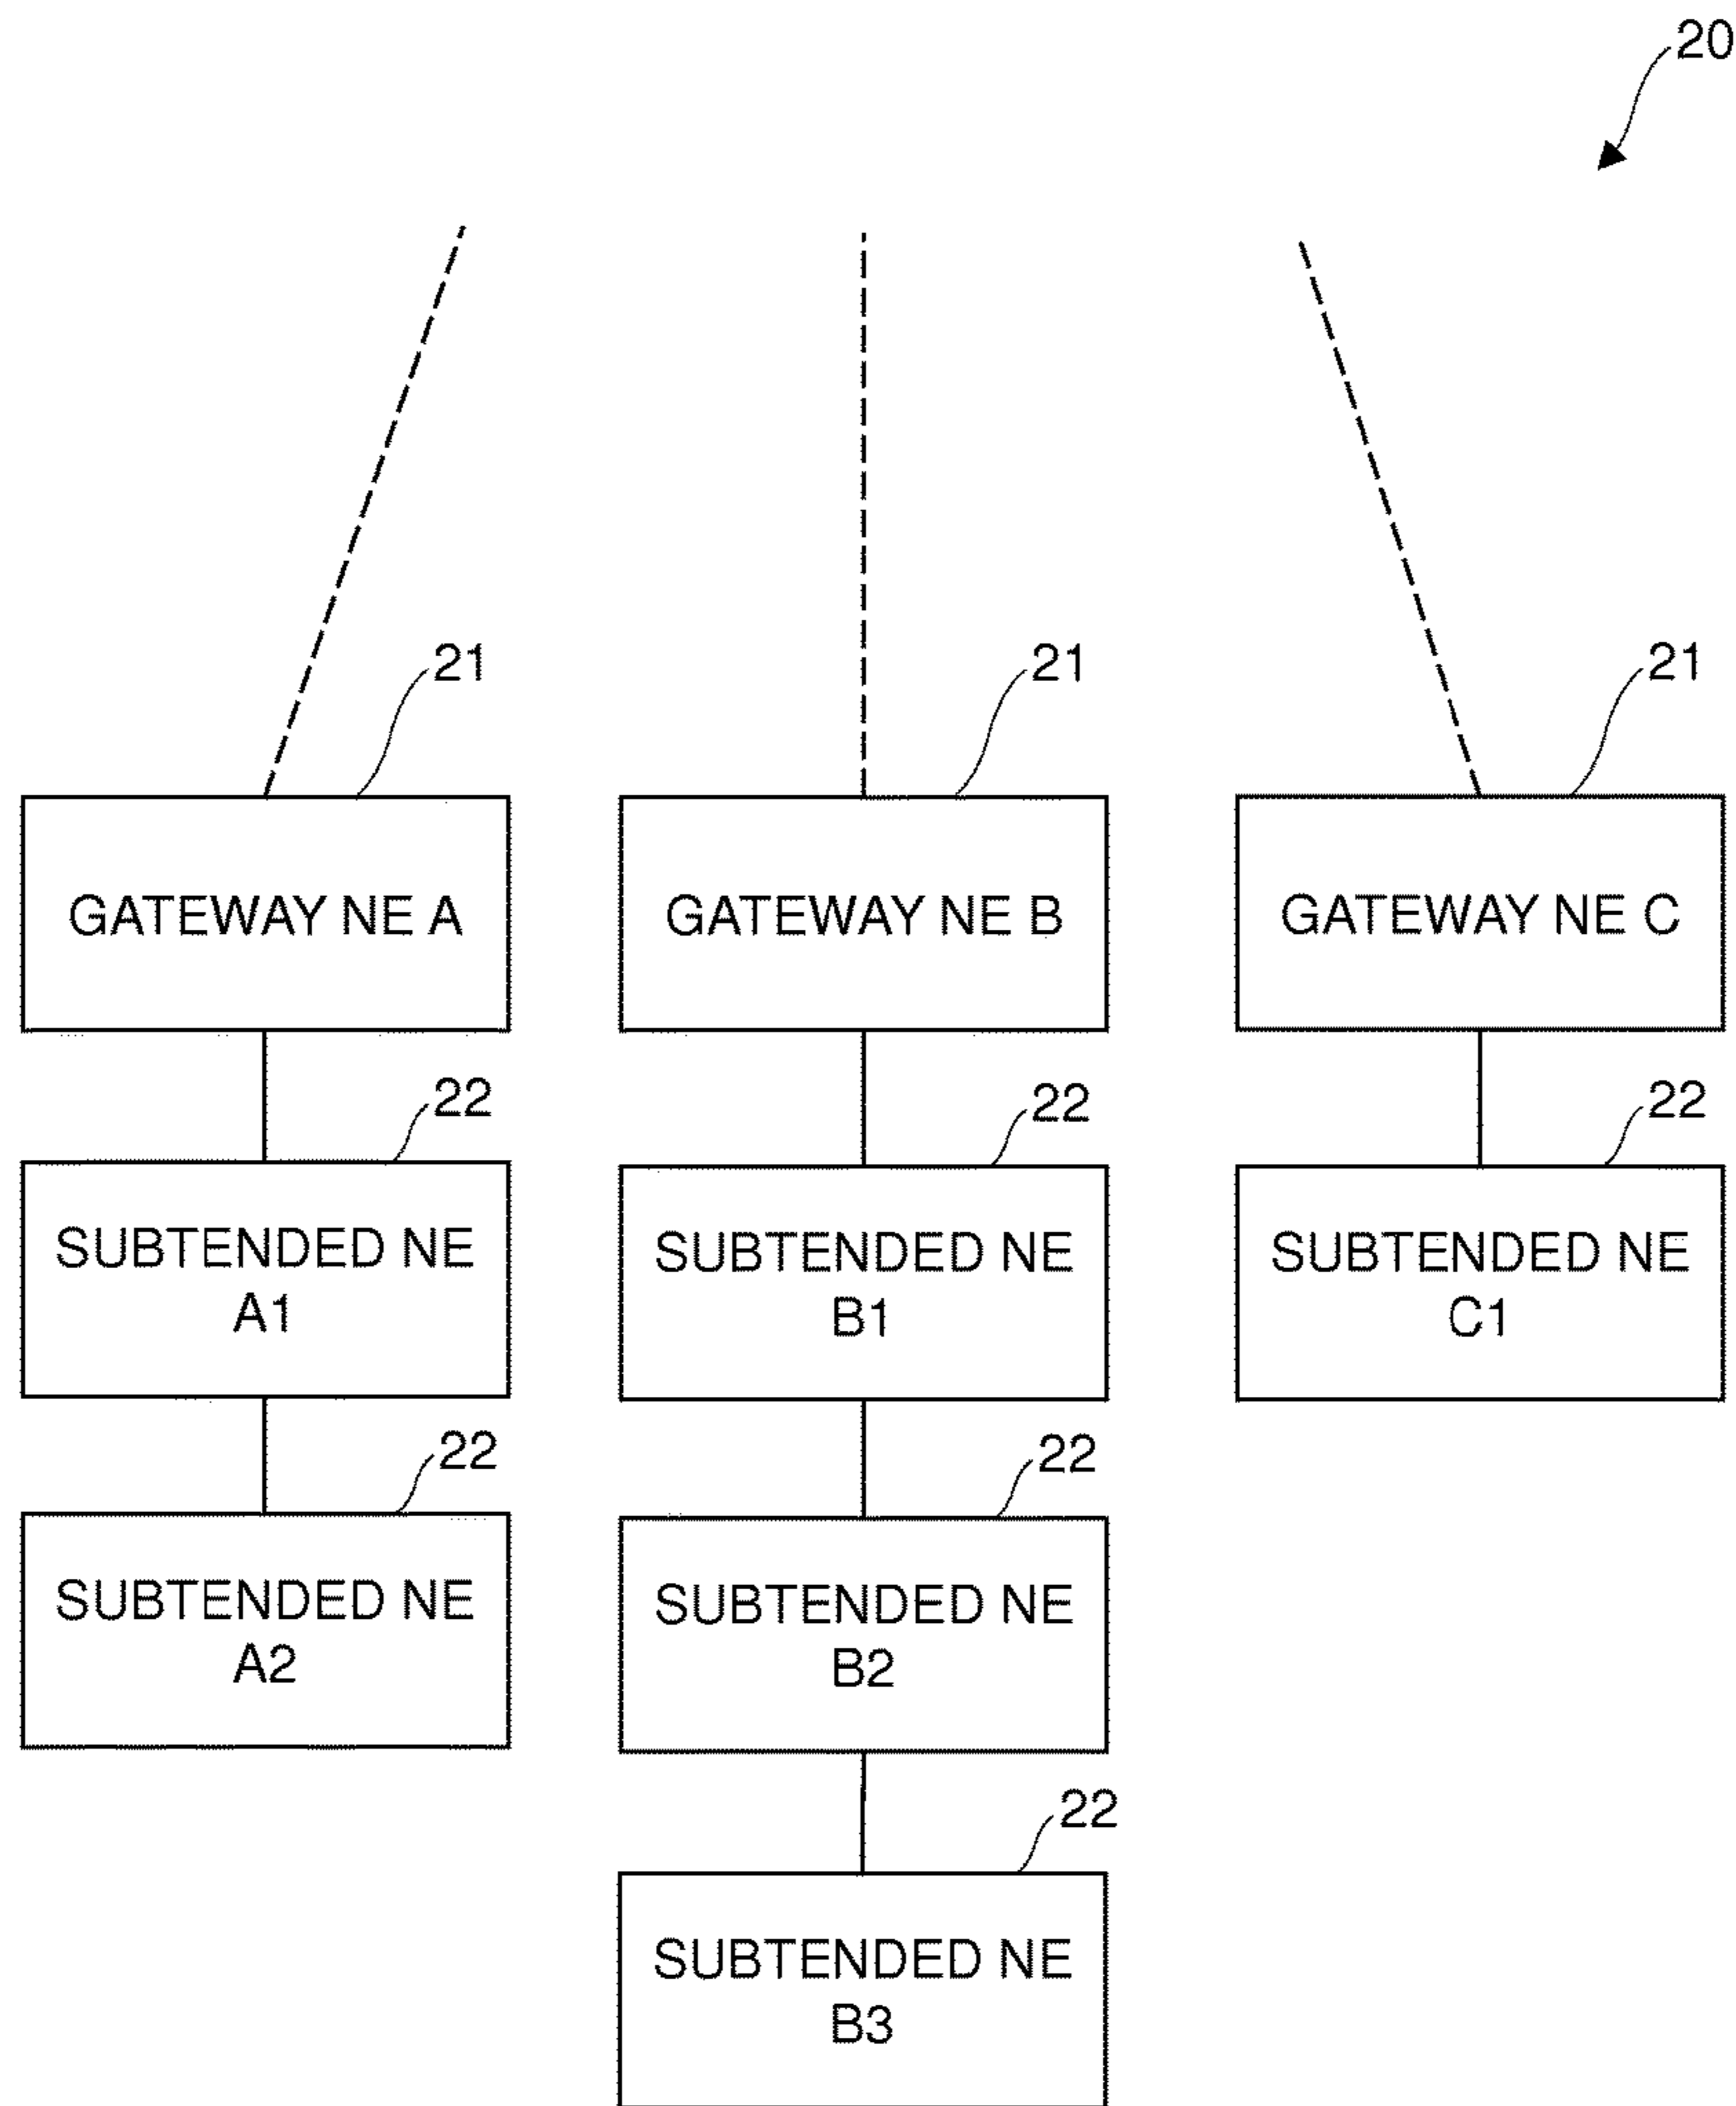 20
21
21
21
GATEWAY NE A
GATEWAY NE B
GATEWAY NE C
22
22
22
SUBTENDED NE
A1
SUBTENDED NE
B1
SUBTENDED NE
C1
22
22
SUBTENDED NE
A2
SUBTENDED NE
B2
22
SUBTENDED NE
B3